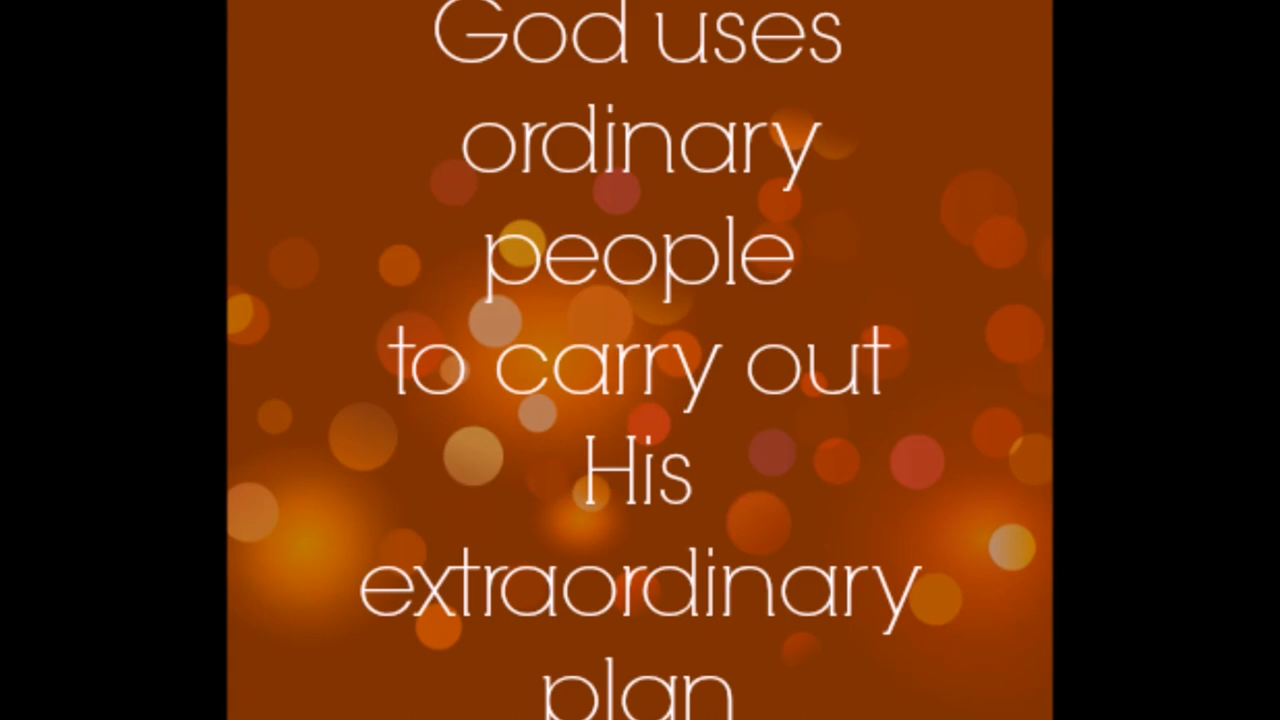 God uses
ordinary
people
to carry out
His
extraordinary
plan